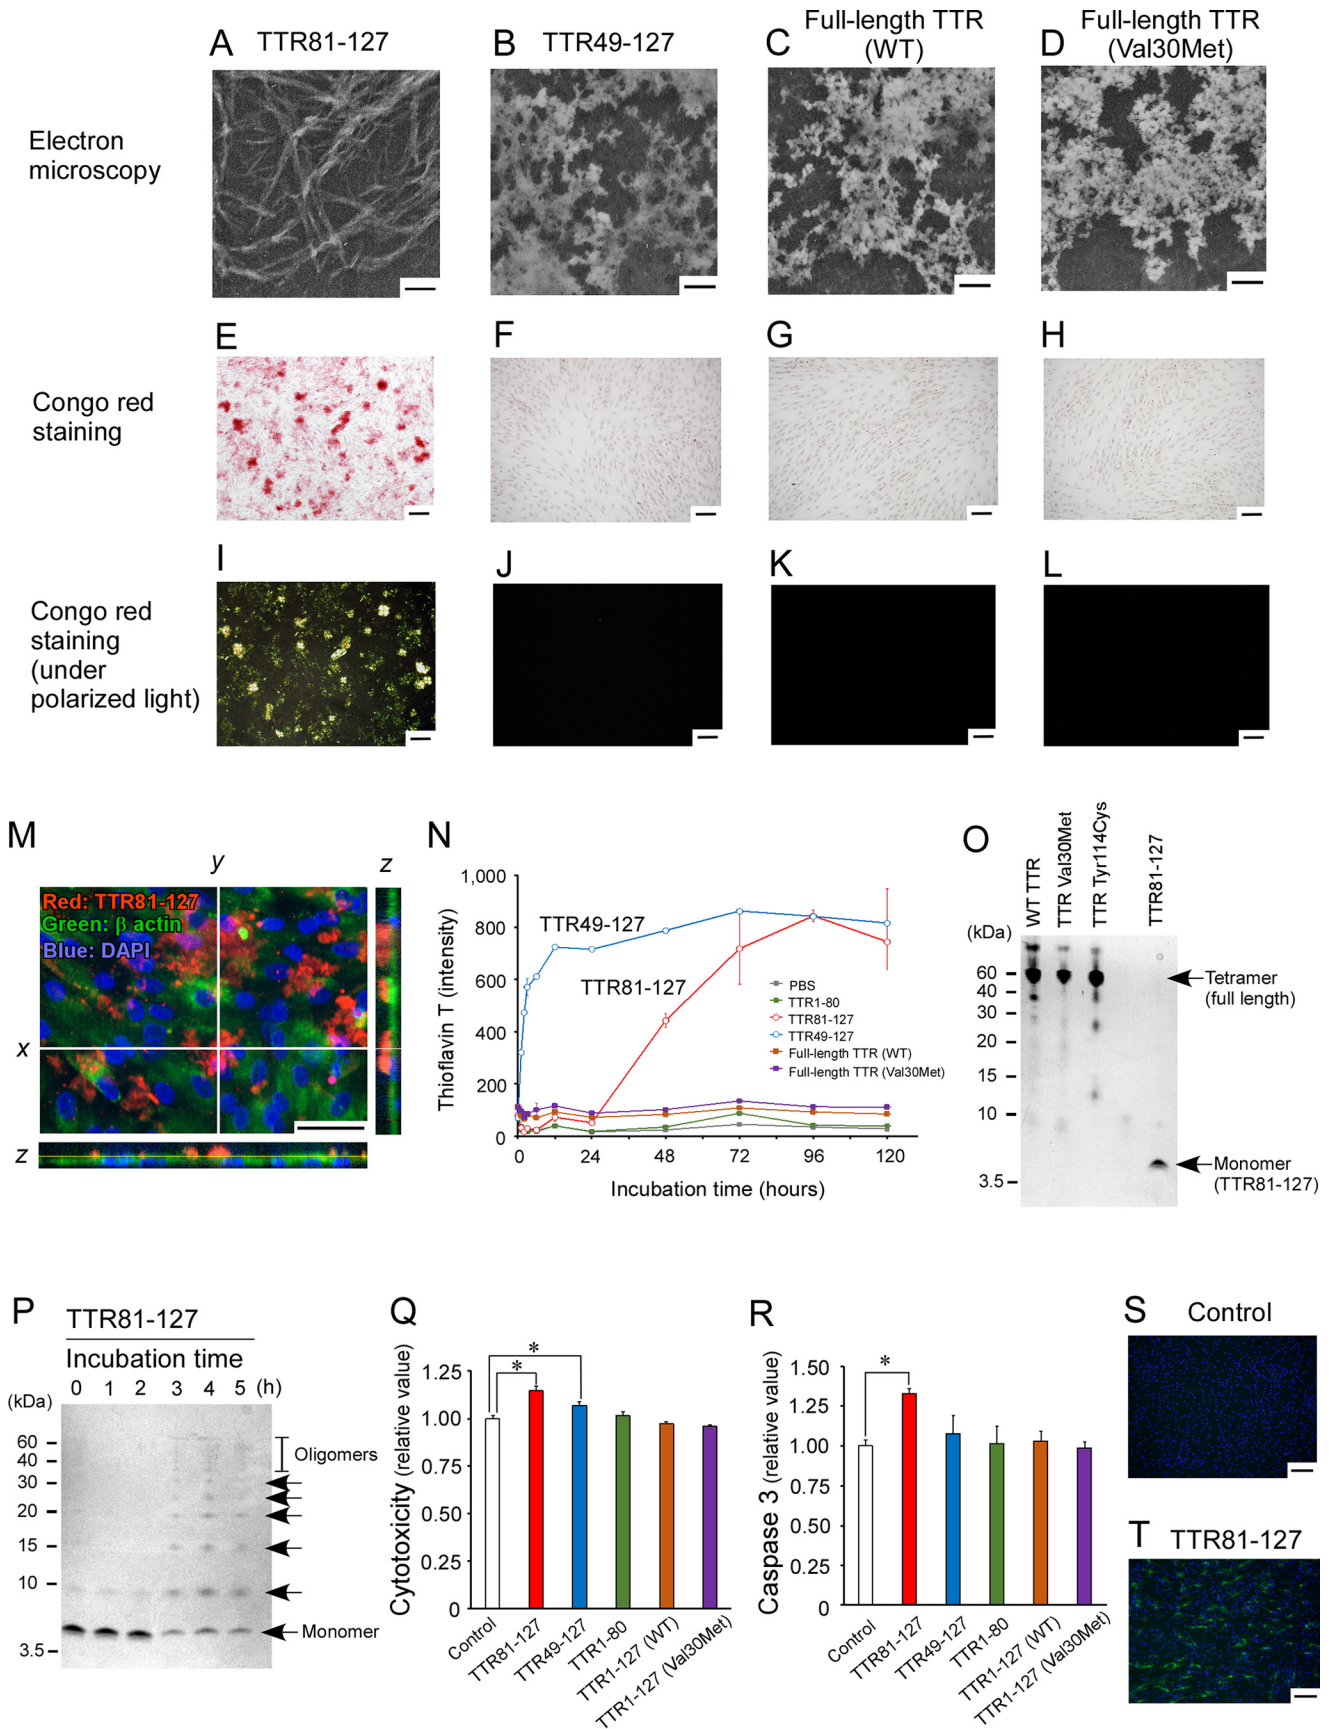 A TTR81-127
B TTR49-127
C Full-length TTR
(WT)
D Full-length TTR
(Val30Met)
Electron
microscopy
E
F
G
H
Congo red
staining
I
J
K
L
Congo red
staining
(under
polarized light)
M
y
z
Red: TTR81-127
Green: β actin
Blue: DAPI
x
z
N
1,000
800
600
400
200
0
Thioflavin T (intensity)
TTR49-127
TTR81-127
PBS
TTR1-80
TTR81-127
TTR49-127
Full-length TTR (WT)
Full-length TTR (Val30Met)
0 24 48 72 96 120
Incubation time (hours)
O
WT TTR
TTR Val30Met
TTR Tyr114Cys
TTR81-127
(kDa)
60
40
30
20
15
10
3.5
Tetramer
(full length)
Monomer
(TTR81-127)
P
TTR81-127
Incubation time
0 1 2 3 4 5 (h)
(kDa)
60
40
30
20
15
10
3.5
Oligomers
Monomer
Q
Cytotoxicity (relative value)
1.25
1.00
0.75
0.50
0.25
0
*
*
Control
TTR81-127
TTR49-127
TTR1-80
TTR1-127 (WT)
TTR1-127 (Val30Met)
R
Caspase 3 (relative value)
1.50
1.25
1.00
0.75
0.50
1.25
0
*
Control
TTR81-127
TTR49-127
TTR1-80
TTR1-127 (WT)
TTR1-127 (Val30Met)
S Control
T TTR81-127